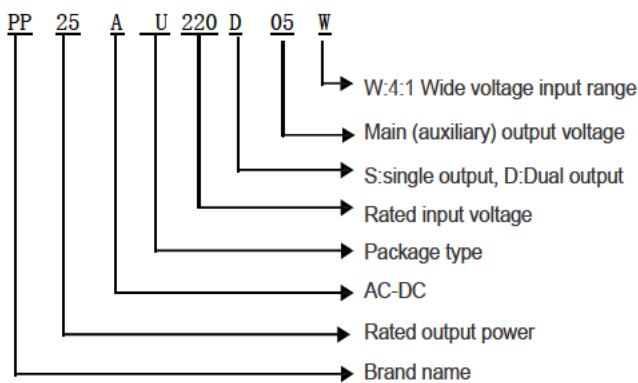 PP 25 A U 220 D 05 W
W:4:1 Wide voltage input range
Main (auxiliary) output voltage
S:single output, D:Dual output
Rated input voltage
Package type
AC-DC
Rated output power
Brand name